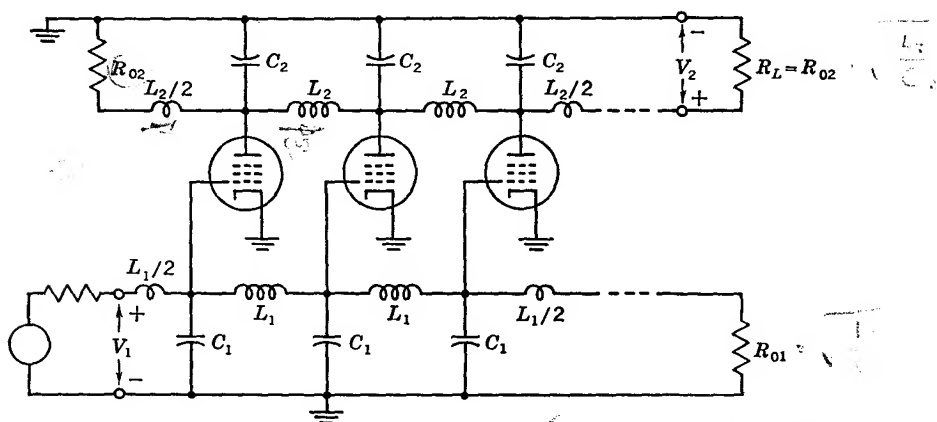 C₂
C₂
C₂
R₀₂
L₂/2
L₂
L₂
L₂/2
−
V₂
+
R_L = R₀₂
L₁/2
+
V₁
−
L₁
L₁
L₁/2
C₁
C₁
C₁
R₀₁